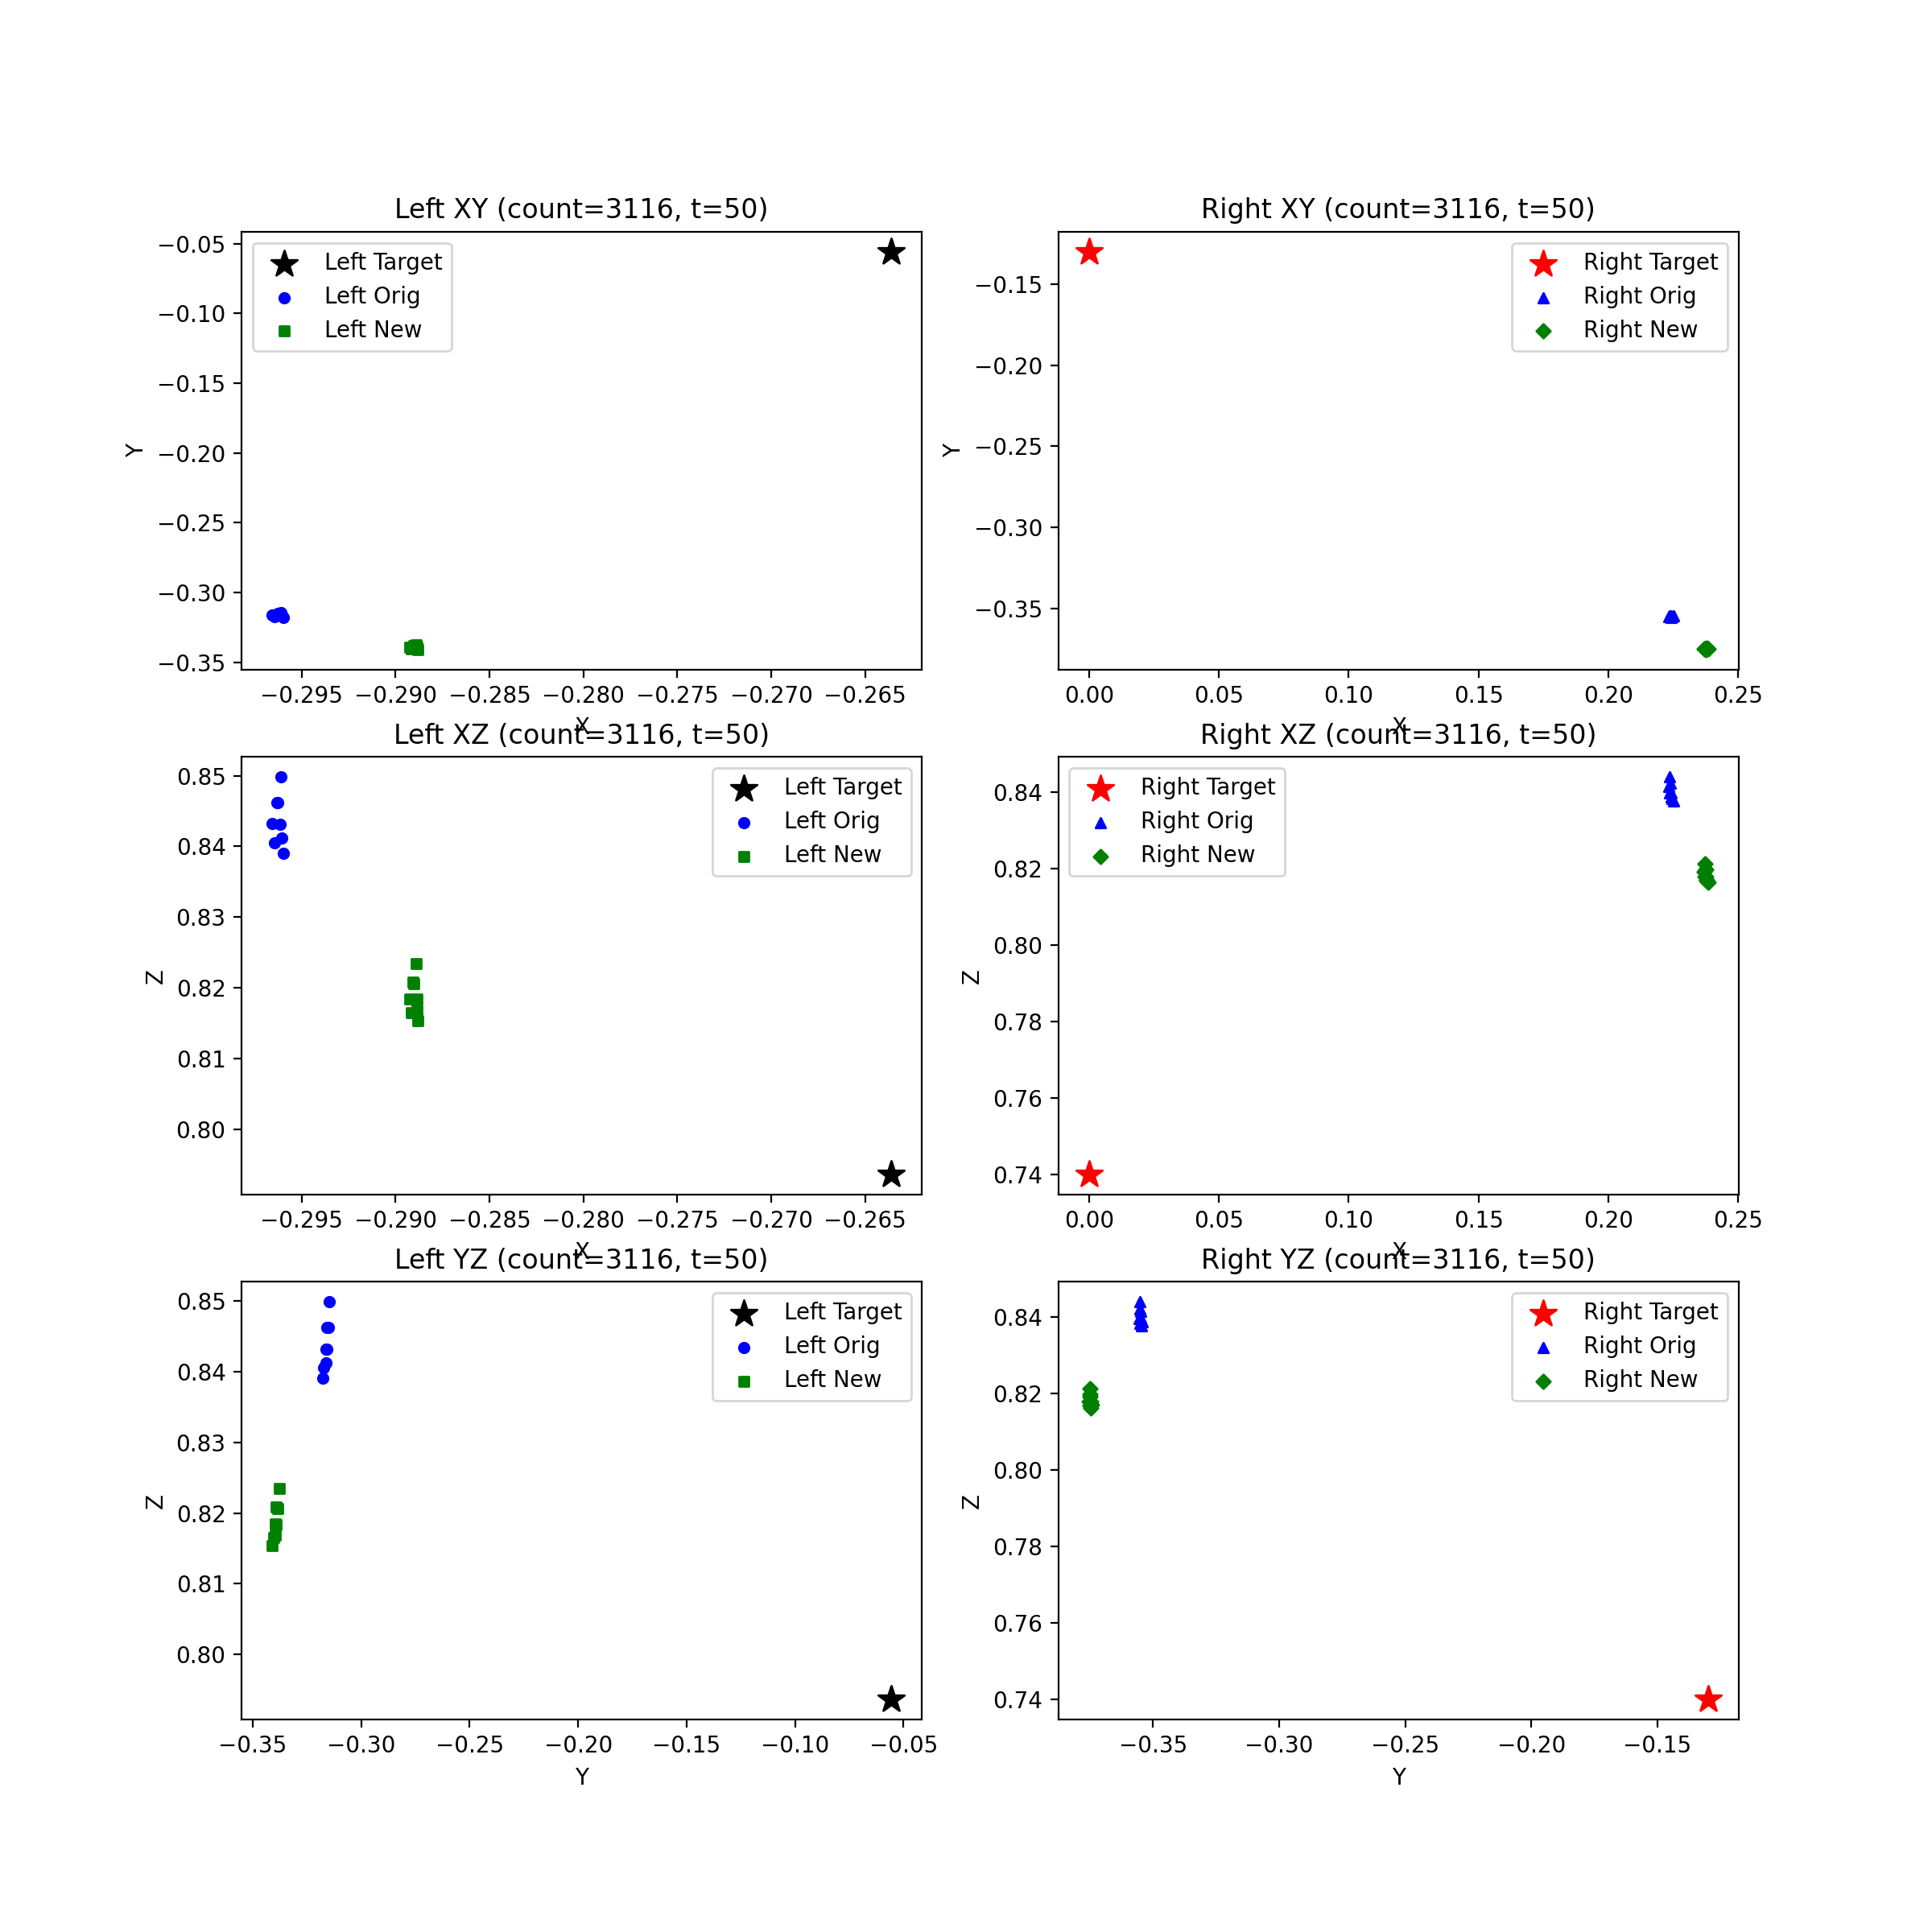 Left XY (count=3116, t=50)
Left Target
Left Orig
Left New
−0.05
−0.10
−0.15
−0.20
−0.25
−0.30
−0.35
Y
−0.295 −0.290 −0.285 −0.280 −0.275 −0.270 −0.265
X
Right XY (count=3116, t=50)
Right Target
Right Orig
Right New
−0.15
−0.20
−0.25
−0.30
−0.35
Y
0.00 0.05 0.10 0.15 0.20 0.25
X
Left XZ (count=3116, t=50)
Left Target
Left Orig
Left New
0.85
0.84
0.83
0.82
0.81
0.80
Z
−0.295 −0.290 −0.285 −0.280 −0.275 −0.270 −0.265
X
Right XZ (count=3116, t=50)
Right Target
Right Orig
Right New
0.84
0.82
0.80
0.78
0.76
0.74
Z
0.00 0.05 0.10 0.15 0.20 0.25
X
Left YZ (count=3116, t=50)
Left Target
Left Orig
Left New
0.85
0.84
0.83
0.82
0.81
0.80
Z
−0.35 −0.30 −0.25 −0.20 −0.15 −0.10 −0.05
Y
Right YZ (count=3116, t=50)
Right Target
Right Orig
Right New
0.84
0.82
0.80
0.78
0.76
0.74
Z
−0.35 −0.30 −0.25 −0.20 −0.15
Y